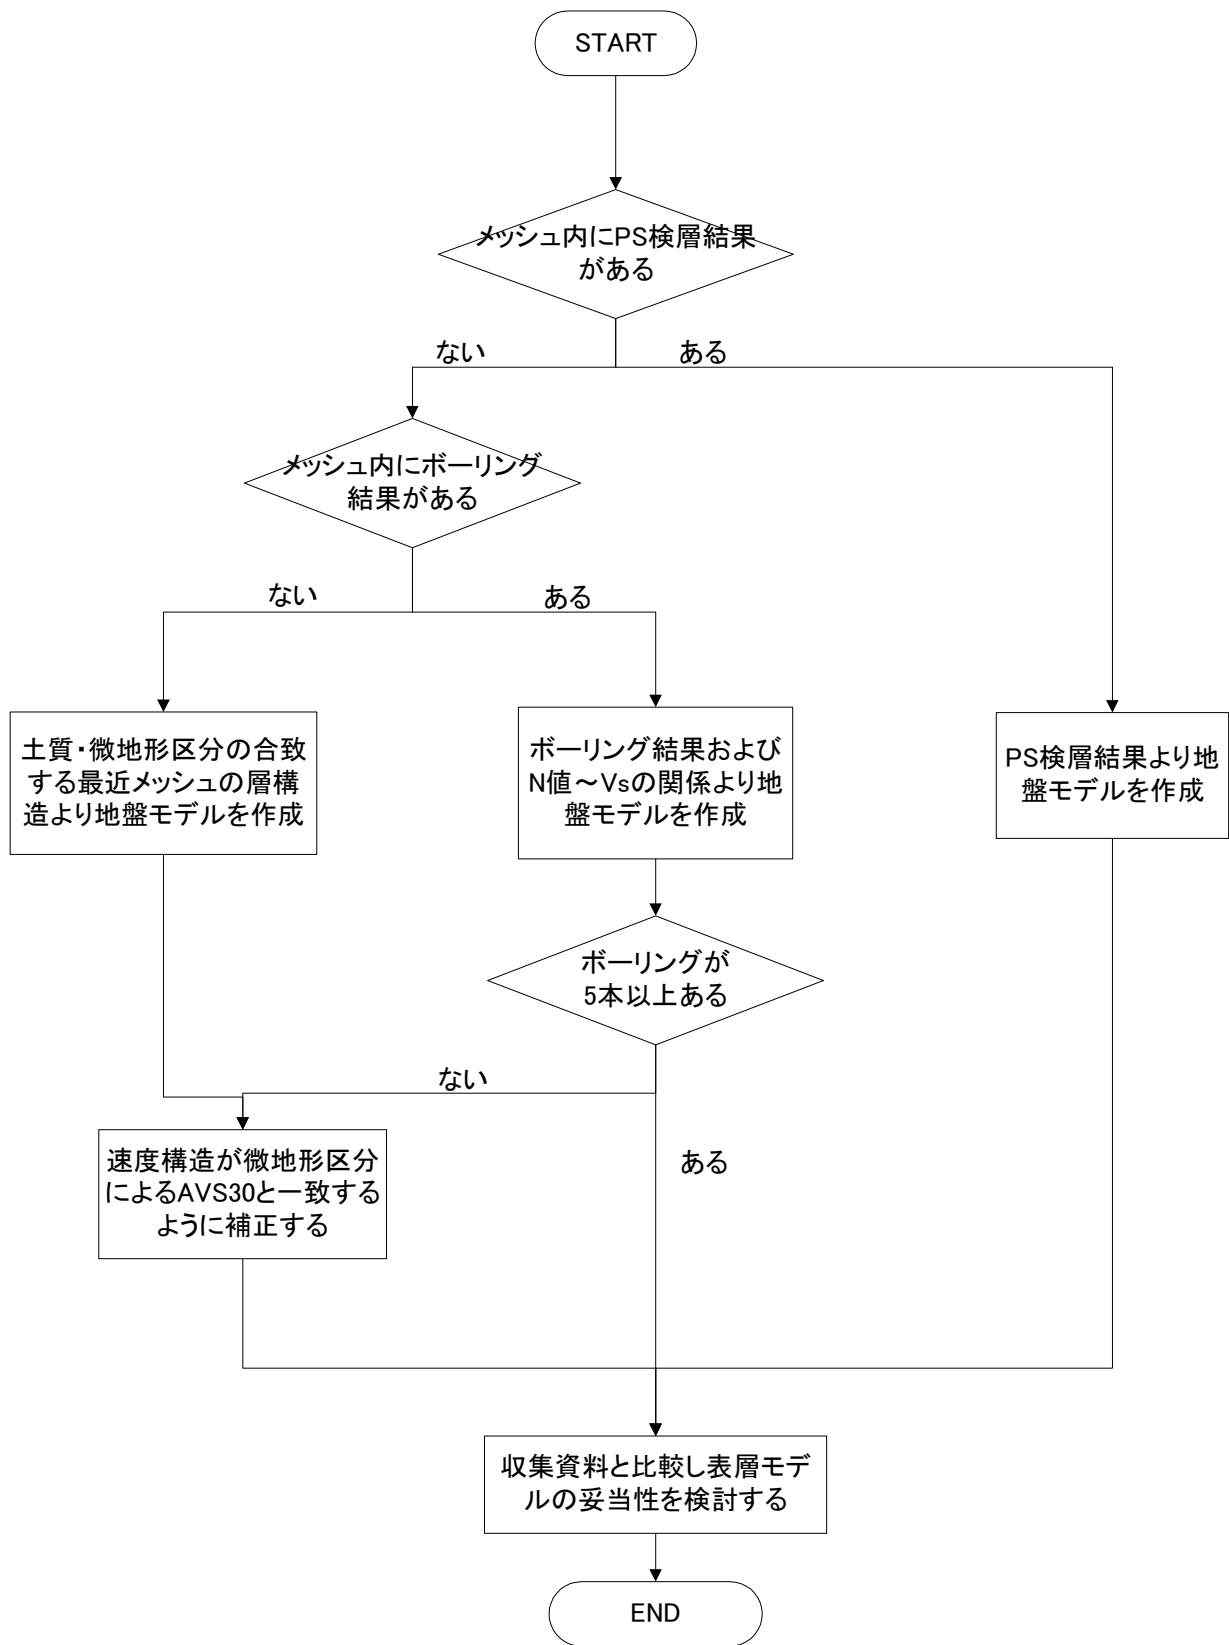 START
メッシュ内にPS検層結果
がある
ない
ある
メッシュ内にボーリング
結果がある
ない
ある
土質・微地形区分の合致
する最近メッシュの層構
造より地盤モデルを作成
ボーリング結果および
N値～Vsの関係より地
盤モデルを作成
PS検層結果より地
盤モデルを作成
ボーリングが
5本以上ある
ない
ある
速度構造が微地形区分
によるAVS30と一致する
ように補正する
収集資料と比較し表層モデ
ルの妥当性を検討する
END